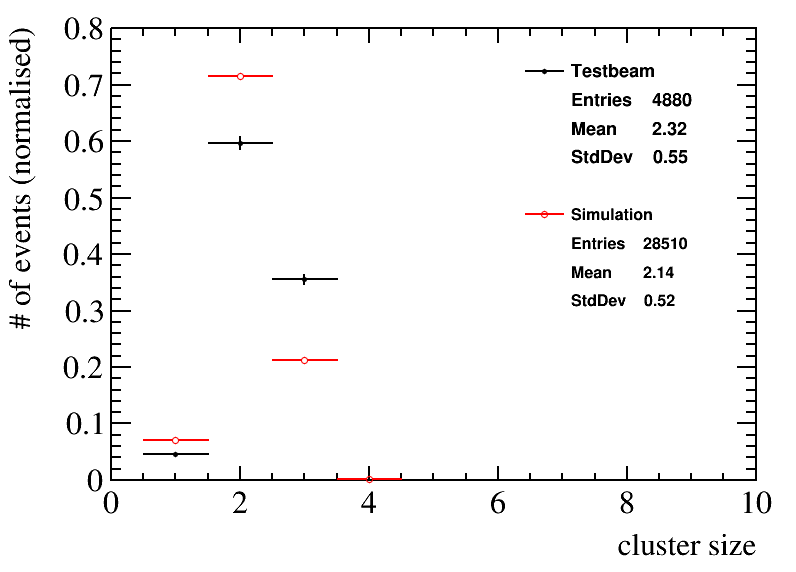 # of events (normalised)
0.8
0.7
0.6
0.5
0.4
0.3
0.2
0.1
0
Testbeam
Entries 4880
Mean 2.32
StdDev 0.55
Simulation
Entries 28510
Mean 2.14
StdDev 0.52
0 2 4 6 8 10
cluster size